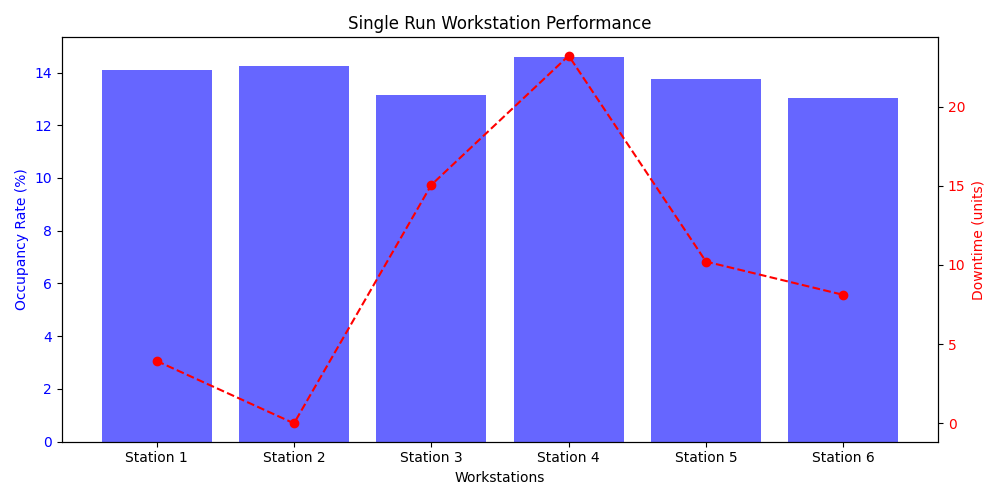 Single Run Workstation Performance
Occupancy Rate (%)
14
12
10
8
6
4
2
0
20
15
10
5
0
Downtime (units)
Station 1 Station 2 Station 3 Station 4 Station 5 Station 6
Workstations